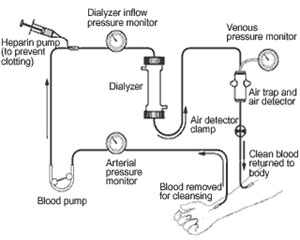 Dialyzer inflow
pressure monitor
Venous
pressure monitor
Heparin pump
(to prevent
clotting)
Dialyzer
Air trap and
air detector
Air detector
clamp
Clean blood
returned to
body
Arterial
pressure
monitor
Blood removed
for cleansing
Blood pump